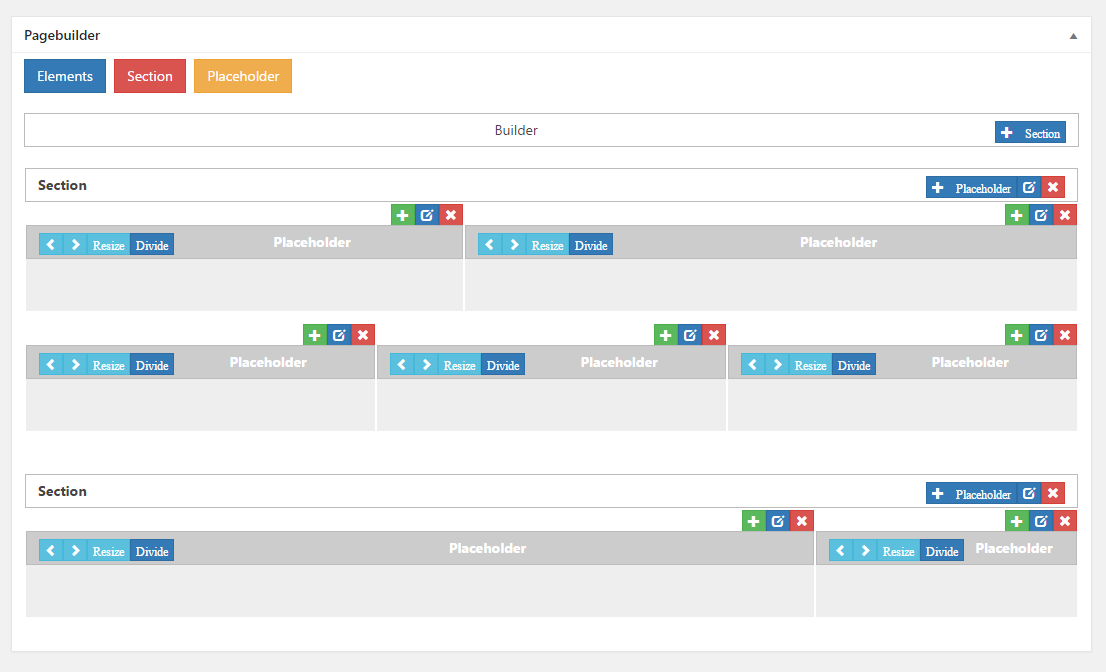 Pagebuilder
Elements Section Placeholder
Builder Section
Section Placeholder
Resize Divide Placeholder Resize Divide Placeholder
Resize Divide Placeholder Resize Divide Placeholder Resize Divide Placeholder
Section Placeholder
Resize Divide Placeholder Resize Divide Placeholder